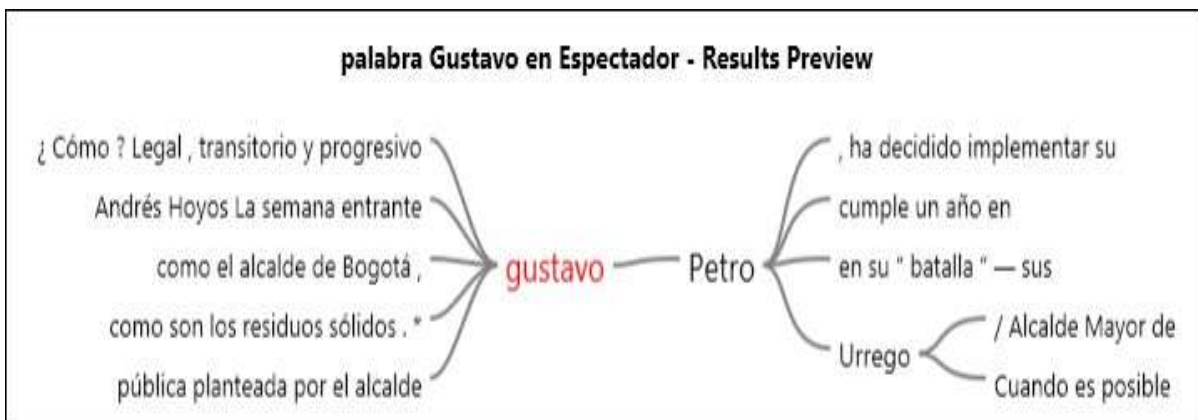 palabra Gustavo en Espectador - Results Preview
¿ Cómo ? Legal , transitorio y progresivo
Andrés Hoyos La semana entrante
como el alcalde de Bogotá ,
como son los residuos sólidos . *
pública planteada por el alcalde
gustavo
Petro
, ha decidido implementar su
cumple un año en
en su " batalla " — sus
Urrego
/ Alcalde Mayor de
Cuando es posible